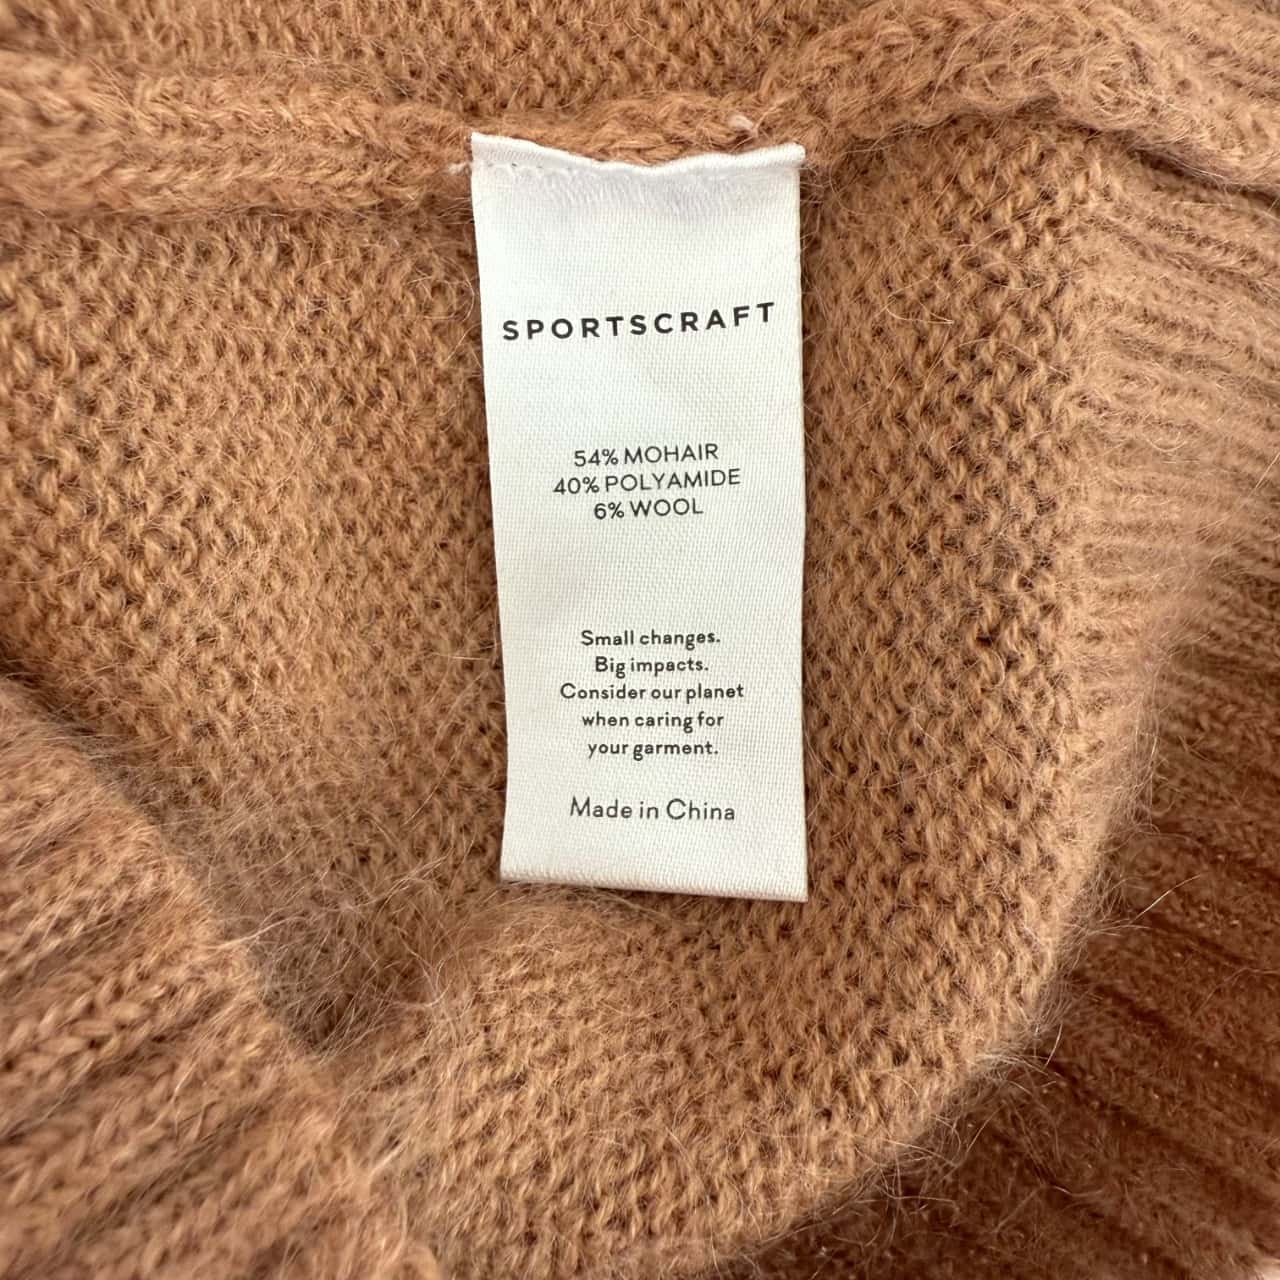 SPORTSCRAFT
54% MOHAIR
40% POLYAMIDE
6% WOOL
Small changes.
Big impacts.
Consider our planet
when caring for
your garment.
Made in China